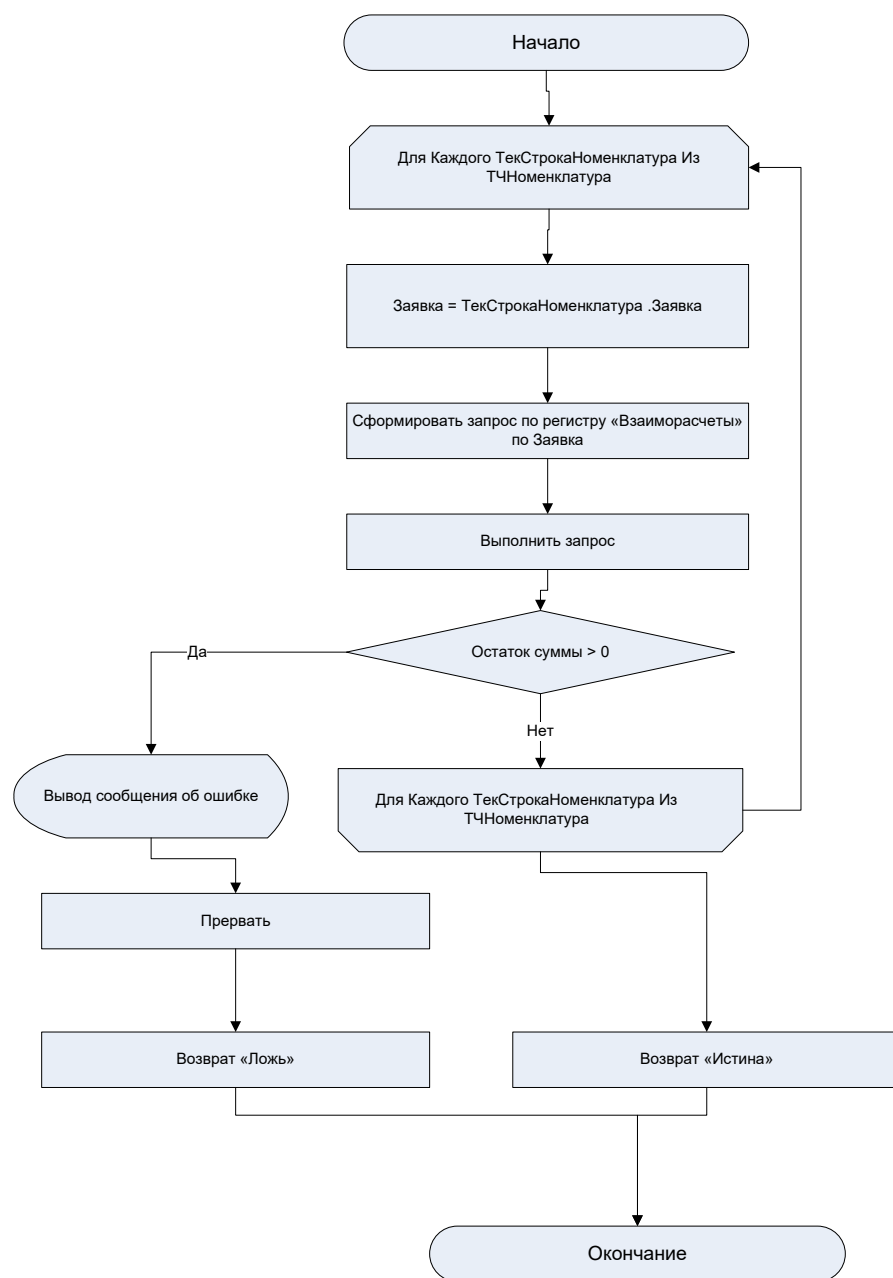 Начало
Для Каждого ТекСтрокаНоменклатура Из
ТЧНоменклатура
Заявка = ТекСтрокаНоменклатура .Заявка
Сформировать запрос по регистру «Взаиморасчеты»
по Заявка
Выполнить запрос
Остаток суммы > 0
Да
Нет
Вывод сообщения об ошибке
Для Каждого ТекСтрокаНоменклатура Из
ТЧНоменклатура
Прервать
Возврат «Ложь»
Возврат «Истина»
Окончание